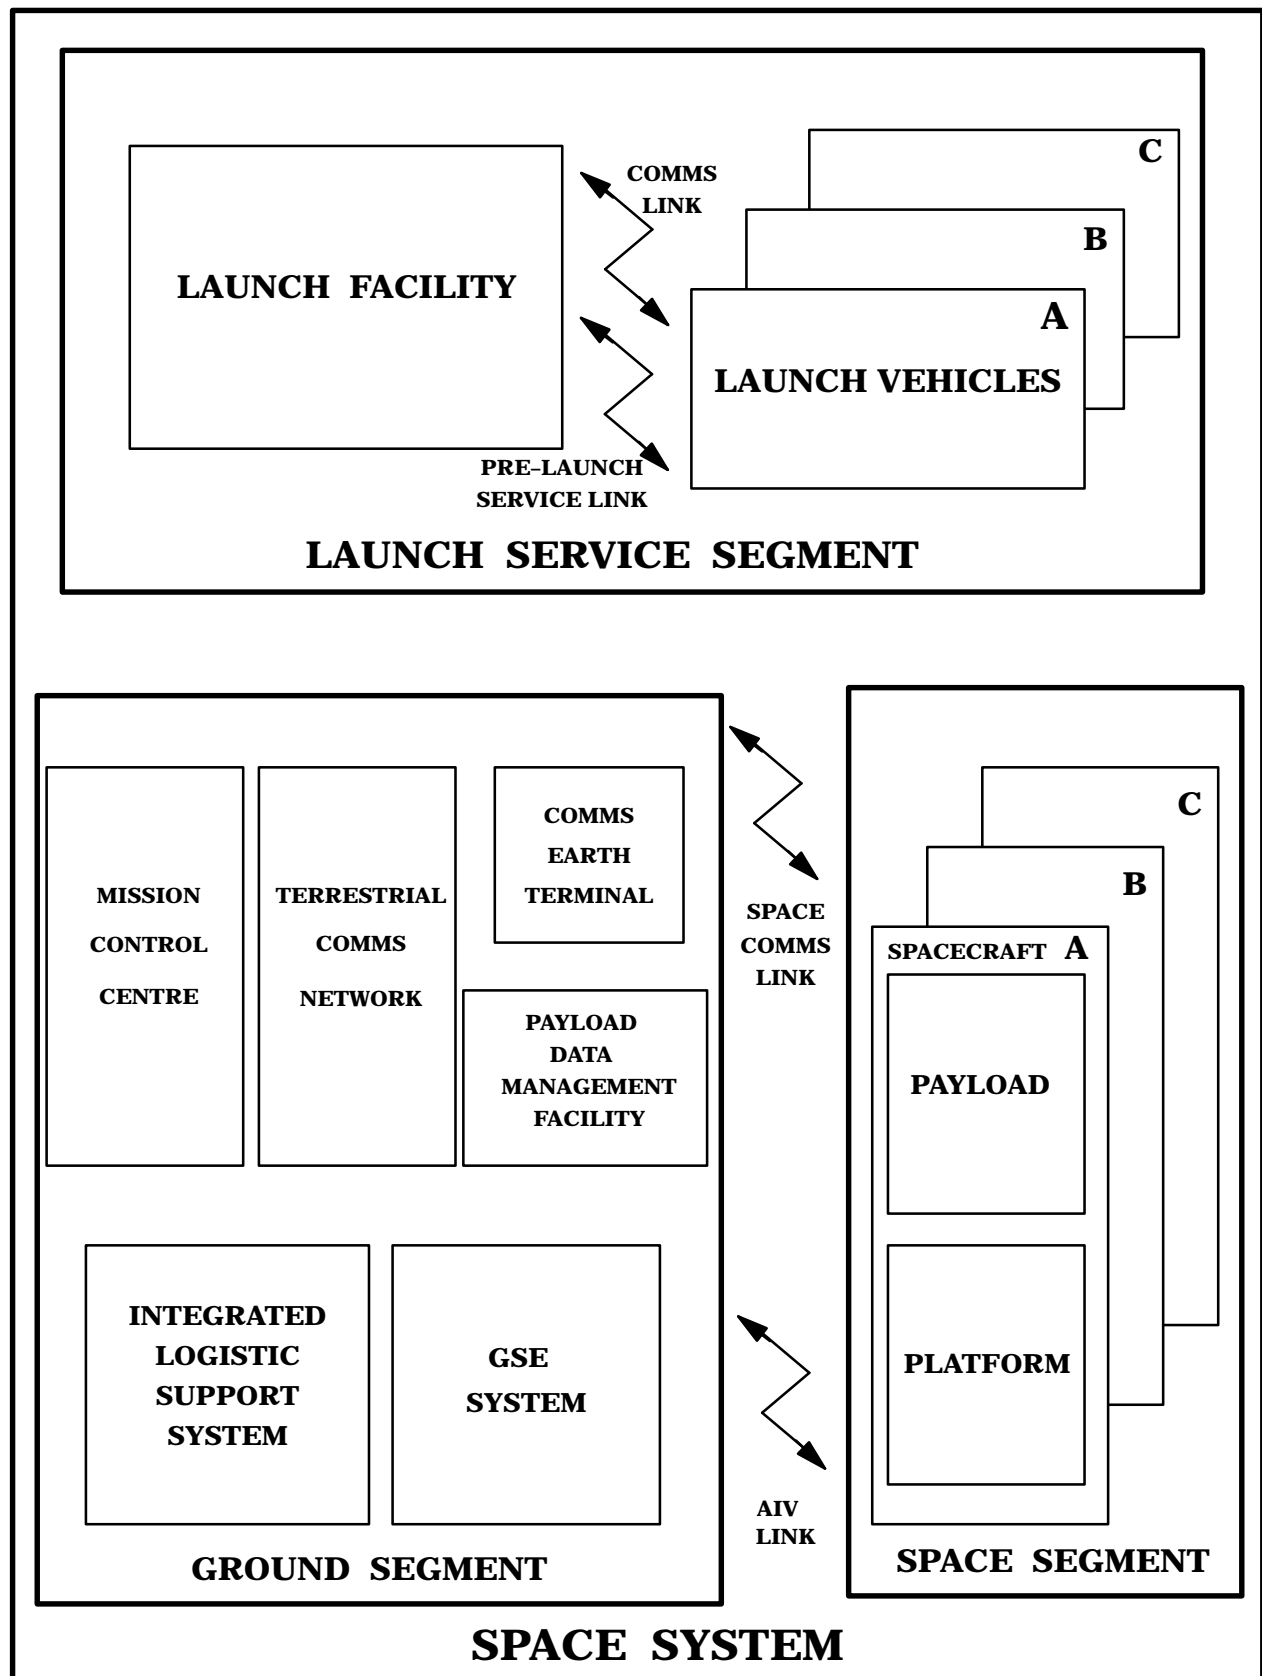 C
COMMS
LINK
B
LAUNCH FACILITY
A
LAUNCH VEHICLES
PRE-LAUNCH
SERVICE LINK
LAUNCH SERVICE SEGMENT
MISSION
CONTROL
CENTRE
TERRESTRIAL
COMMS
NETWORK
COMMS
EARTH
TERMINAL
PAYLOAD
DATA
MANAGEMENT
FACILITY
INTEGRATED
LOGISTIC
SUPPORT
SYSTEM
GSE
SYSTEM
GROUND SEGMENT
SPACE
COMMS
LINK
AIV
LINK
C
B
SPACECRAFT A
PAYLOAD
PLATFORM
SPACE SEGMENT
SPACE SYSTEM